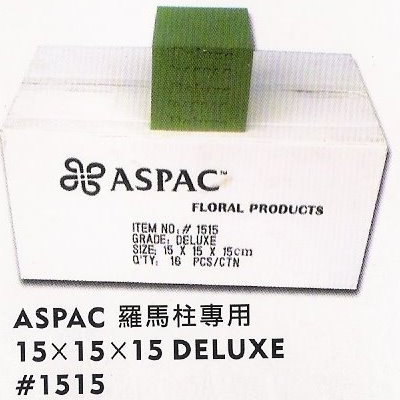 ASPAC™
FLORAL PRODUCTS
ITEM NO.:# 1515
GRADE: DELUXE
SIZE: 15 X 15 X 15cm
Q'TY: 16 PCS/CTN
ASPAC 羅馬柱專用
15×15×15 DELUXE
#1515